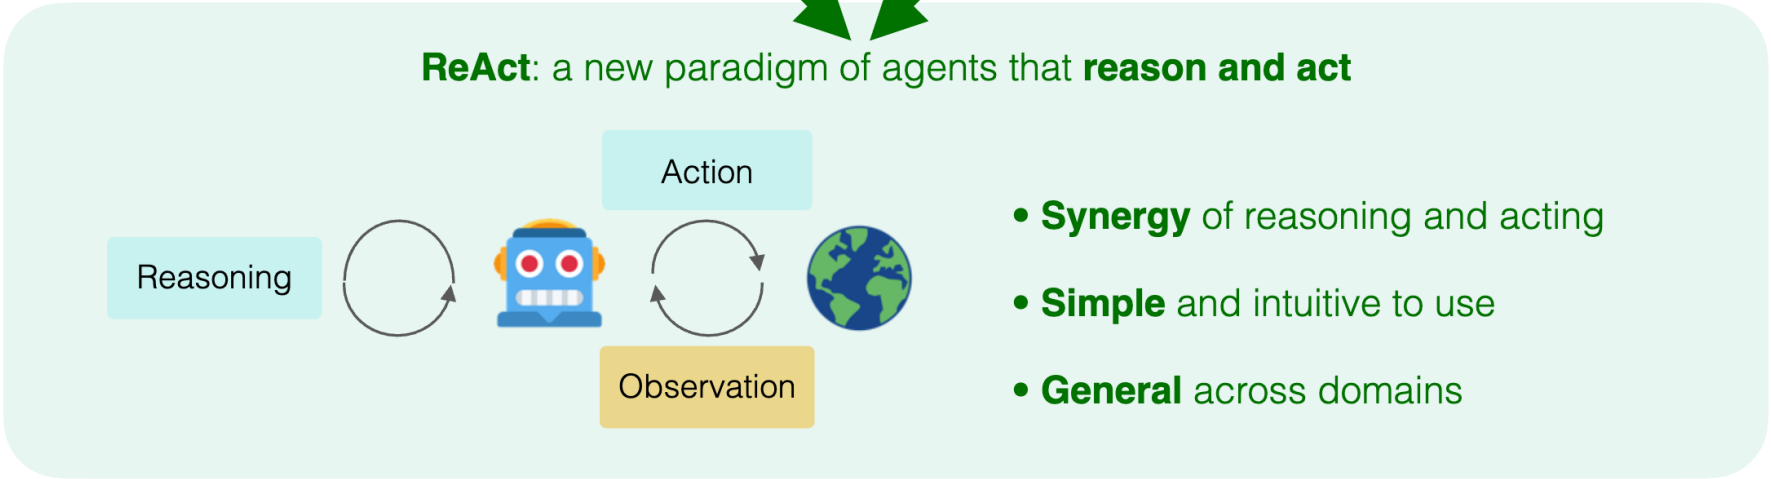 ReAct: a new paradigm of agents that reason and act
Action
Reasoning
Observation
• Synergy of reasoning and acting
• Simple and intuitive to use
• General across domains